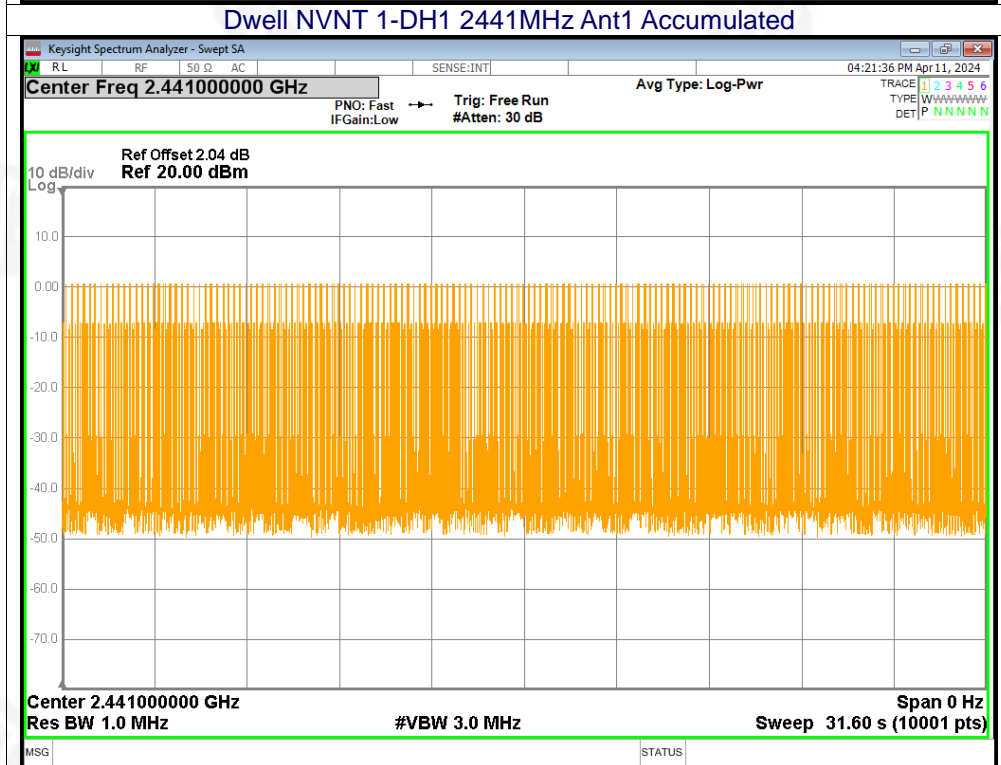 Dwell NVNT 1-DH1 2441MHz Ant1 Accumulated
Keysight Spectrum Analyzer - Swept SA
LXI RL RF 50 Ω AC SENSE:INT 04:21:36 PM Apr 11, 2024
Center Freq 2.441000000 GHz Avg Type: Log-Pwr TRACE 1 2 3 4 5 6
PNO: Fast Trig: Free Run TYPE WWWWWW
IFGain:Low #Atten: 30 dB DET P N N N N N
Ref Offset 2.04 dB
10 dB/div Ref 20.00 dBm
Log
10.0
0.00
-10.0
-20.0
-30.0
-40.0
-50.0
-60.0
-70.0
Center 2.441000000 GHz Span 0 Hz
Res BW 1.0 MHz #VBW 3.0 MHz Sweep 31.60 s (10001 pts)
MSG STATUS